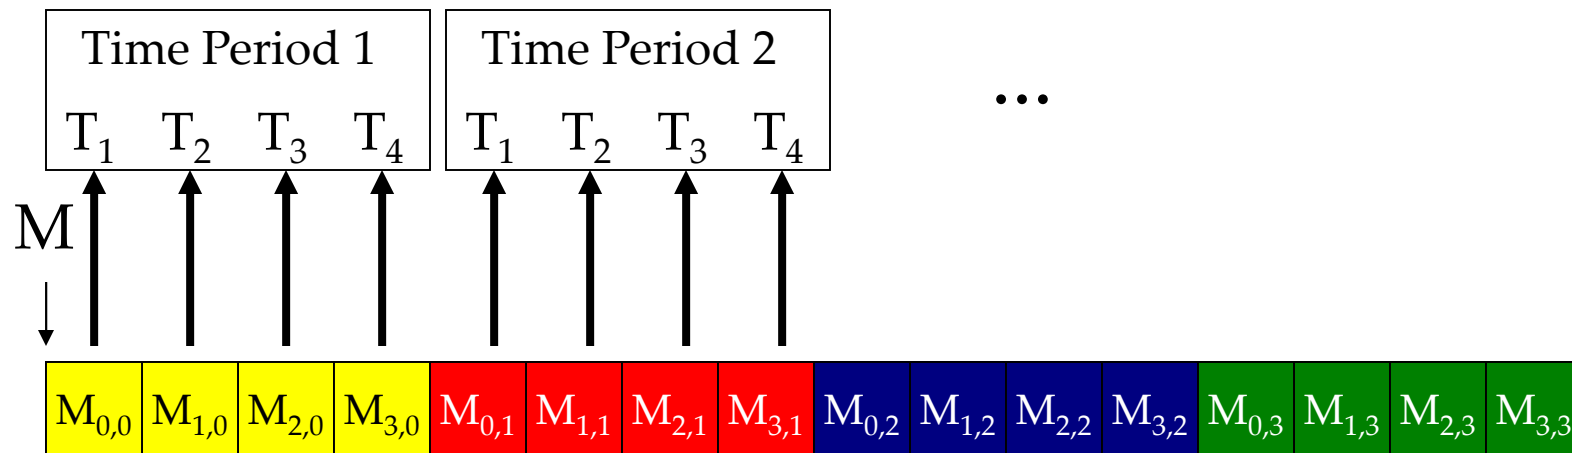 Time Period 1 Time Period 2
...
T1 T2 T3 T4 T1 T2 T3 T4
M
M0,0 M1,0 M2,0 M3,0 M0,1 M1,1 M2,1 M3,1 M0,2 M1,2 M2,2 M3,2 M0,3 M1,3 M2,3 M3,3